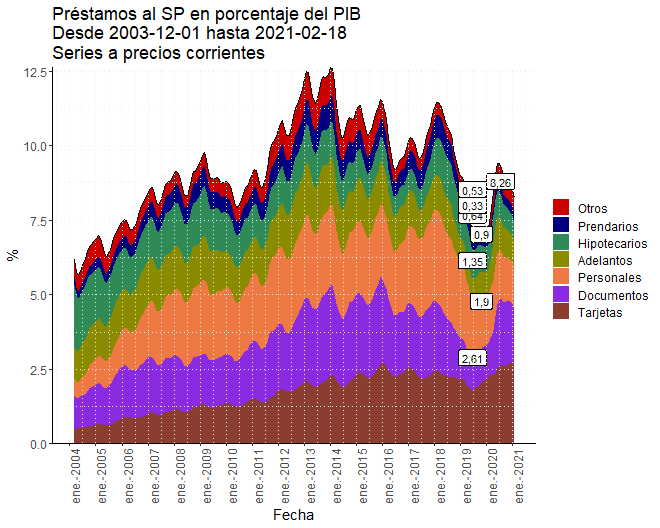 Préstamos al SP en porcentaje del PIB
Desde 2003-12-01 hasta 2021-02-18
Series a precios corrientes
12.5
10.0
7.5
5.0
2.5
0.0
%
8,26
0,53
0,33
0,64
0,9
1,35
1,9
2,61
Otros
Prendarios
Hipotecarios
Adelantos
Personales
Documentos
Tarjetas
ene.-2004
ene.-2005
ene.-2006
ene.-2007
ene.-2008
ene.-2009
ene.-2010
ene.-2011
ene.-2012
ene.-2013
ene.-2014
ene.-2015
ene.-2016
ene.-2017
ene.-2018
ene.-2019
ene.-2020
ene.-2021
Fecha